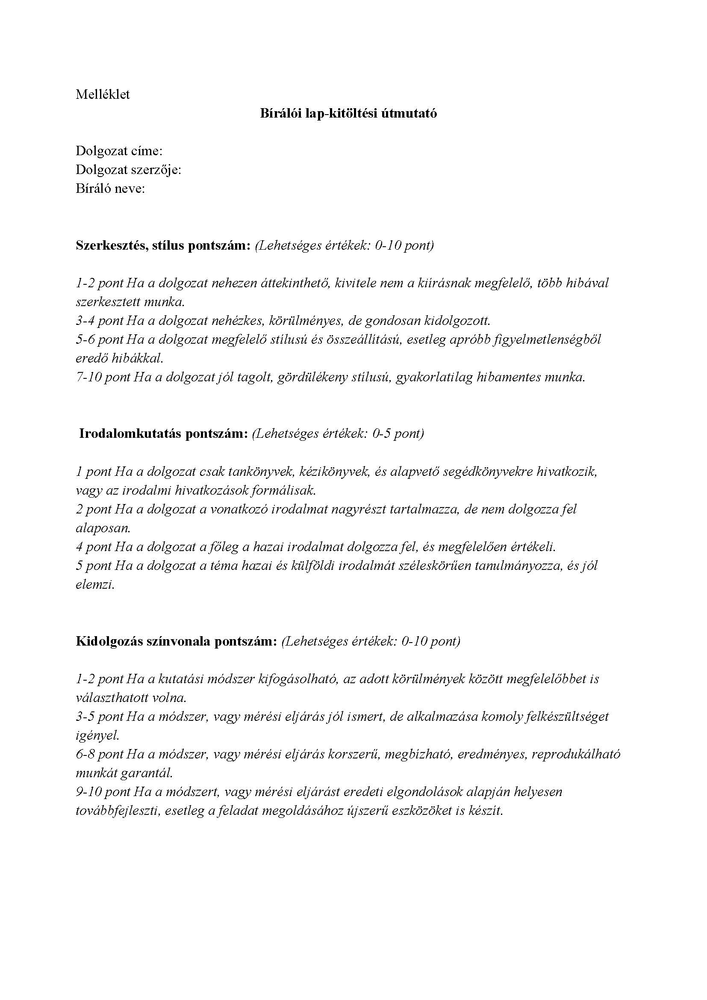 Melléklet
Bírálói lap-kitöltési útmutató
Dolgozat címe:
Dolgozat szerzője:
Bíráló neve:
Szerkesztés, stílus pontszám: (Lehetséges értékek: 0-10 pont)
1-2 pont Ha a dolgozat nehezen áttekinthető, kivitele nem a kiírásnak megfelelő, több hibával
szerkesztett munka.
3-4 pont Ha a dolgozat nehézkes, körülményes, de gondosan kidolgozott.
5-6 pont Ha a dolgozat megfelelő stílusú és összeállítású, esetleg apróbb figyelmetlenségből
eredő hibákkal.
7-10 pont Ha a dolgozat jól tagolt, gördülékeny stílusú, gyakorlatilag hibamentes munka.
Irodalomkutatás pontszám: (Lehetséges értékek: 0-5 pont)
1 pont Ha a dolgozat csak tankönyvek, kézikönyvek, és alapvető segédkönyvekre hivatkozik,
vagy az irodalmi hivatkozások formálisak.
2 pont Ha a dolgozat a vonatkozó irodalmat nagyrészt tartalmazza, de nem dolgozza fel
alaposan.
4 pont Ha a dolgozat a főleg a hazai irodalmat dolgozza fel, és megfelelően értékeli.
5 pont Ha a dolgozat a téma hazai és külföldi irodalmát széleskörűen tanulmányozza, és jól
elemzi.
Kidolgozás színvonala pontszám: (Lehetséges értékek: 0-10 pont)
1-2 pont Ha a kutatási módszer kifogásolható, az adott körülmények között megfelelőbbet is
választhatott volna.
3-5 pont Ha a módszer, vagy mérési eljárás jól ismert, de alkalmazása komoly felkészültséget
igényel.
6-8 pont Ha a módszer, vagy mérési eljárás korszerű, megbízható, eredményes, reprodukálható
munkát garantál.
9-10 pont Ha a módszert, vagy mérési eljárást eredeti elgondolások alapján helyesen
továbbfejleszti, esetleg a feladat megoldásához újszerű eszközöket is készít.